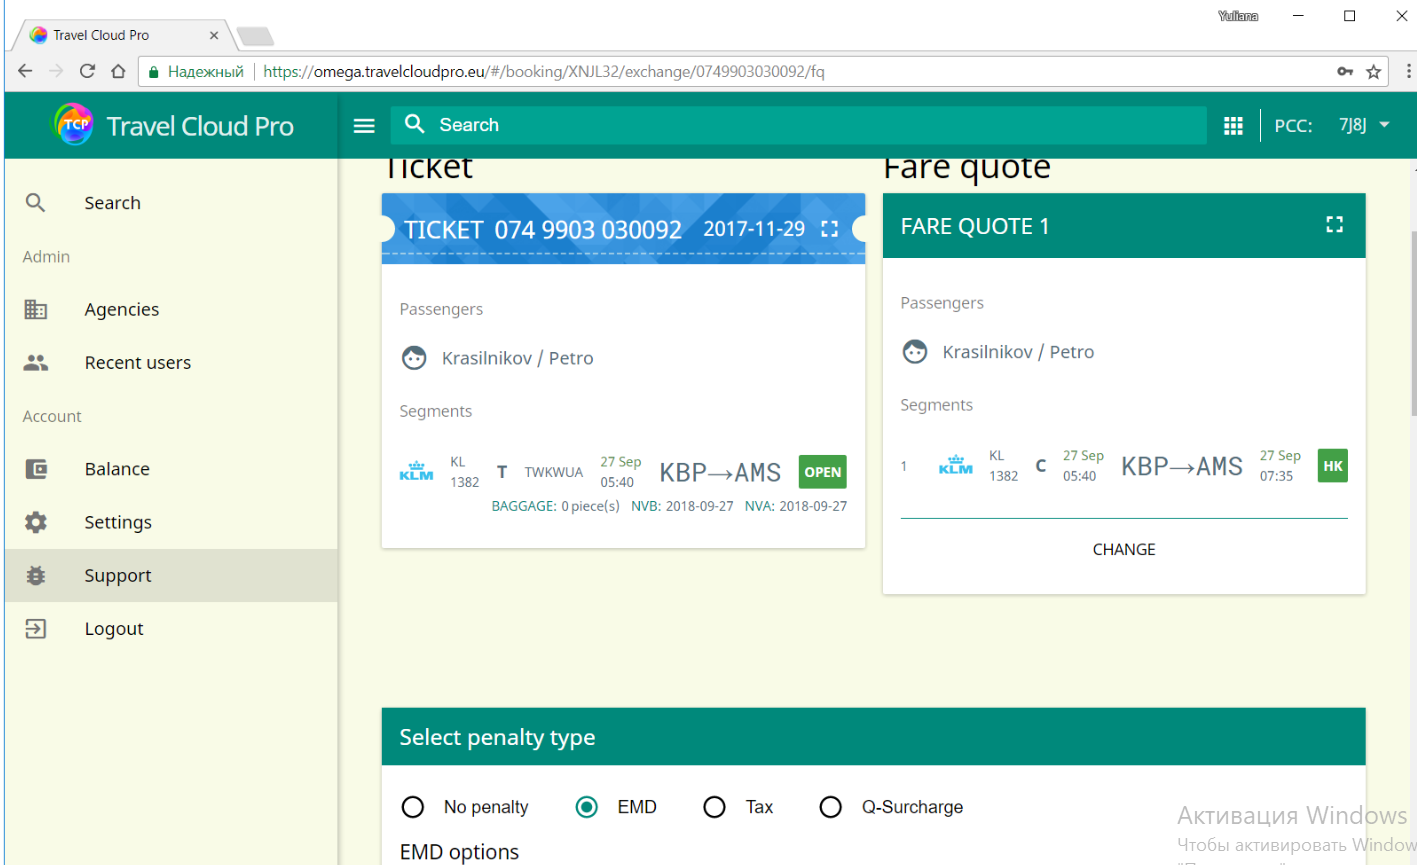 Yuliana
Travel Cloud Pro
Надежный https://omega.travelcloudpro.eu/#/booking/XNJL32/exchange/0749903030092/fq
TCP Travel Cloud Pro
Search
PCC: 7J8J
Search
Admin
Agencies
Recent users
Account
Balance
Settings
Support
Logout
Ticket
TICKET 074 9903 030092 2017-11-29
Passengers
Krasilnikov / Petro
Segments
KLM KL 1382 T TWKWUA 27 Sep 05:40 KBP→AMS OPEN
BAGGAGE: 0 piece(s) NVB: 2018-09-27 NVA: 2018-09-27
Fare quote
FARE QUOTE 1
Passengers
Krasilnikov / Petro
Segments
1 KLM KL 1382 C 27 Sep 05:40 KBP→AMS 27 Sep 07:35 HK
CHANGE
Select penalty type
No penalty EMD Tax Q-Surcharge
EMD options
Активация Windows
Чтобы активировать Window